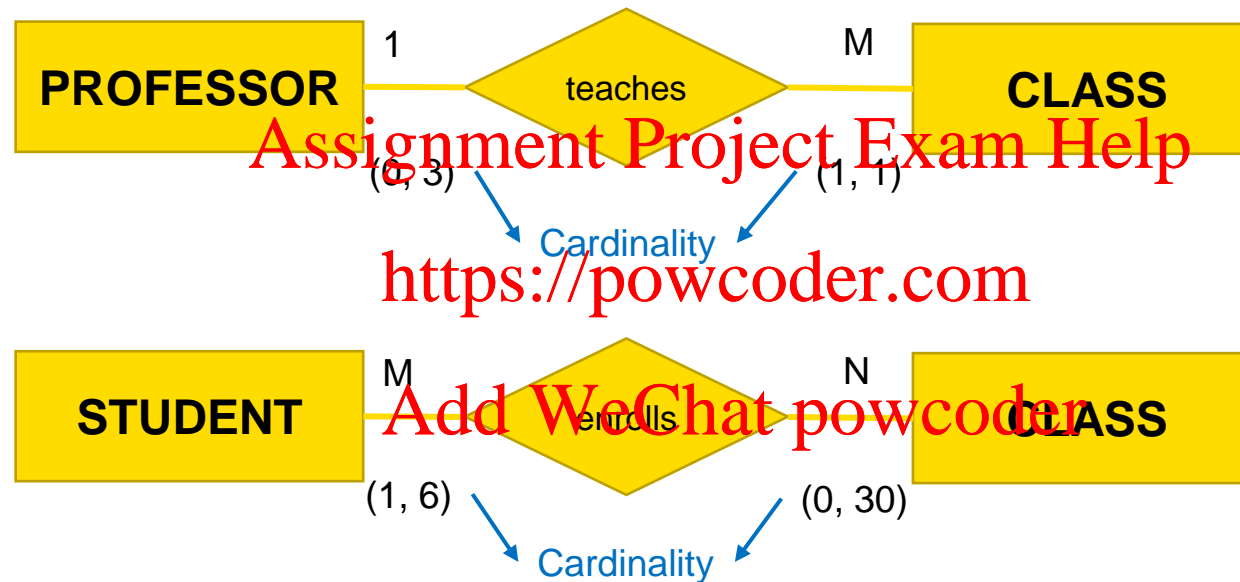 1 M
PROFESSOR teaches CLASS
Assignment Project Exam Help
(0, 3) (1, 1)
Cardinality
https://powcoder.com
M N
STUDENT enrolls CLASS
Add WeChat powcoder
(1, 6) (0, 30)
Cardinality